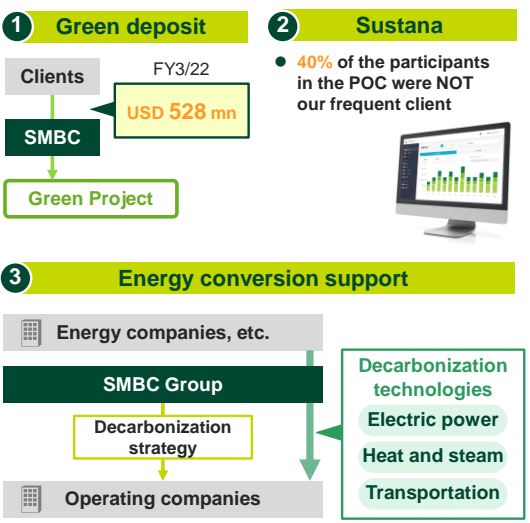 1 Green deposit
Clients
FY3/22
USD 528 mn
SMBC
Green Project
2 Sustana
40% of the participants
in the POC were NOT
our frequent client
3 Energy conversion support
Energy companies, etc.
SMBC Group
Decarbonization
strategy
Operating companies
Decarbonization
technologies
Electric power
Heat and steam
Transportation